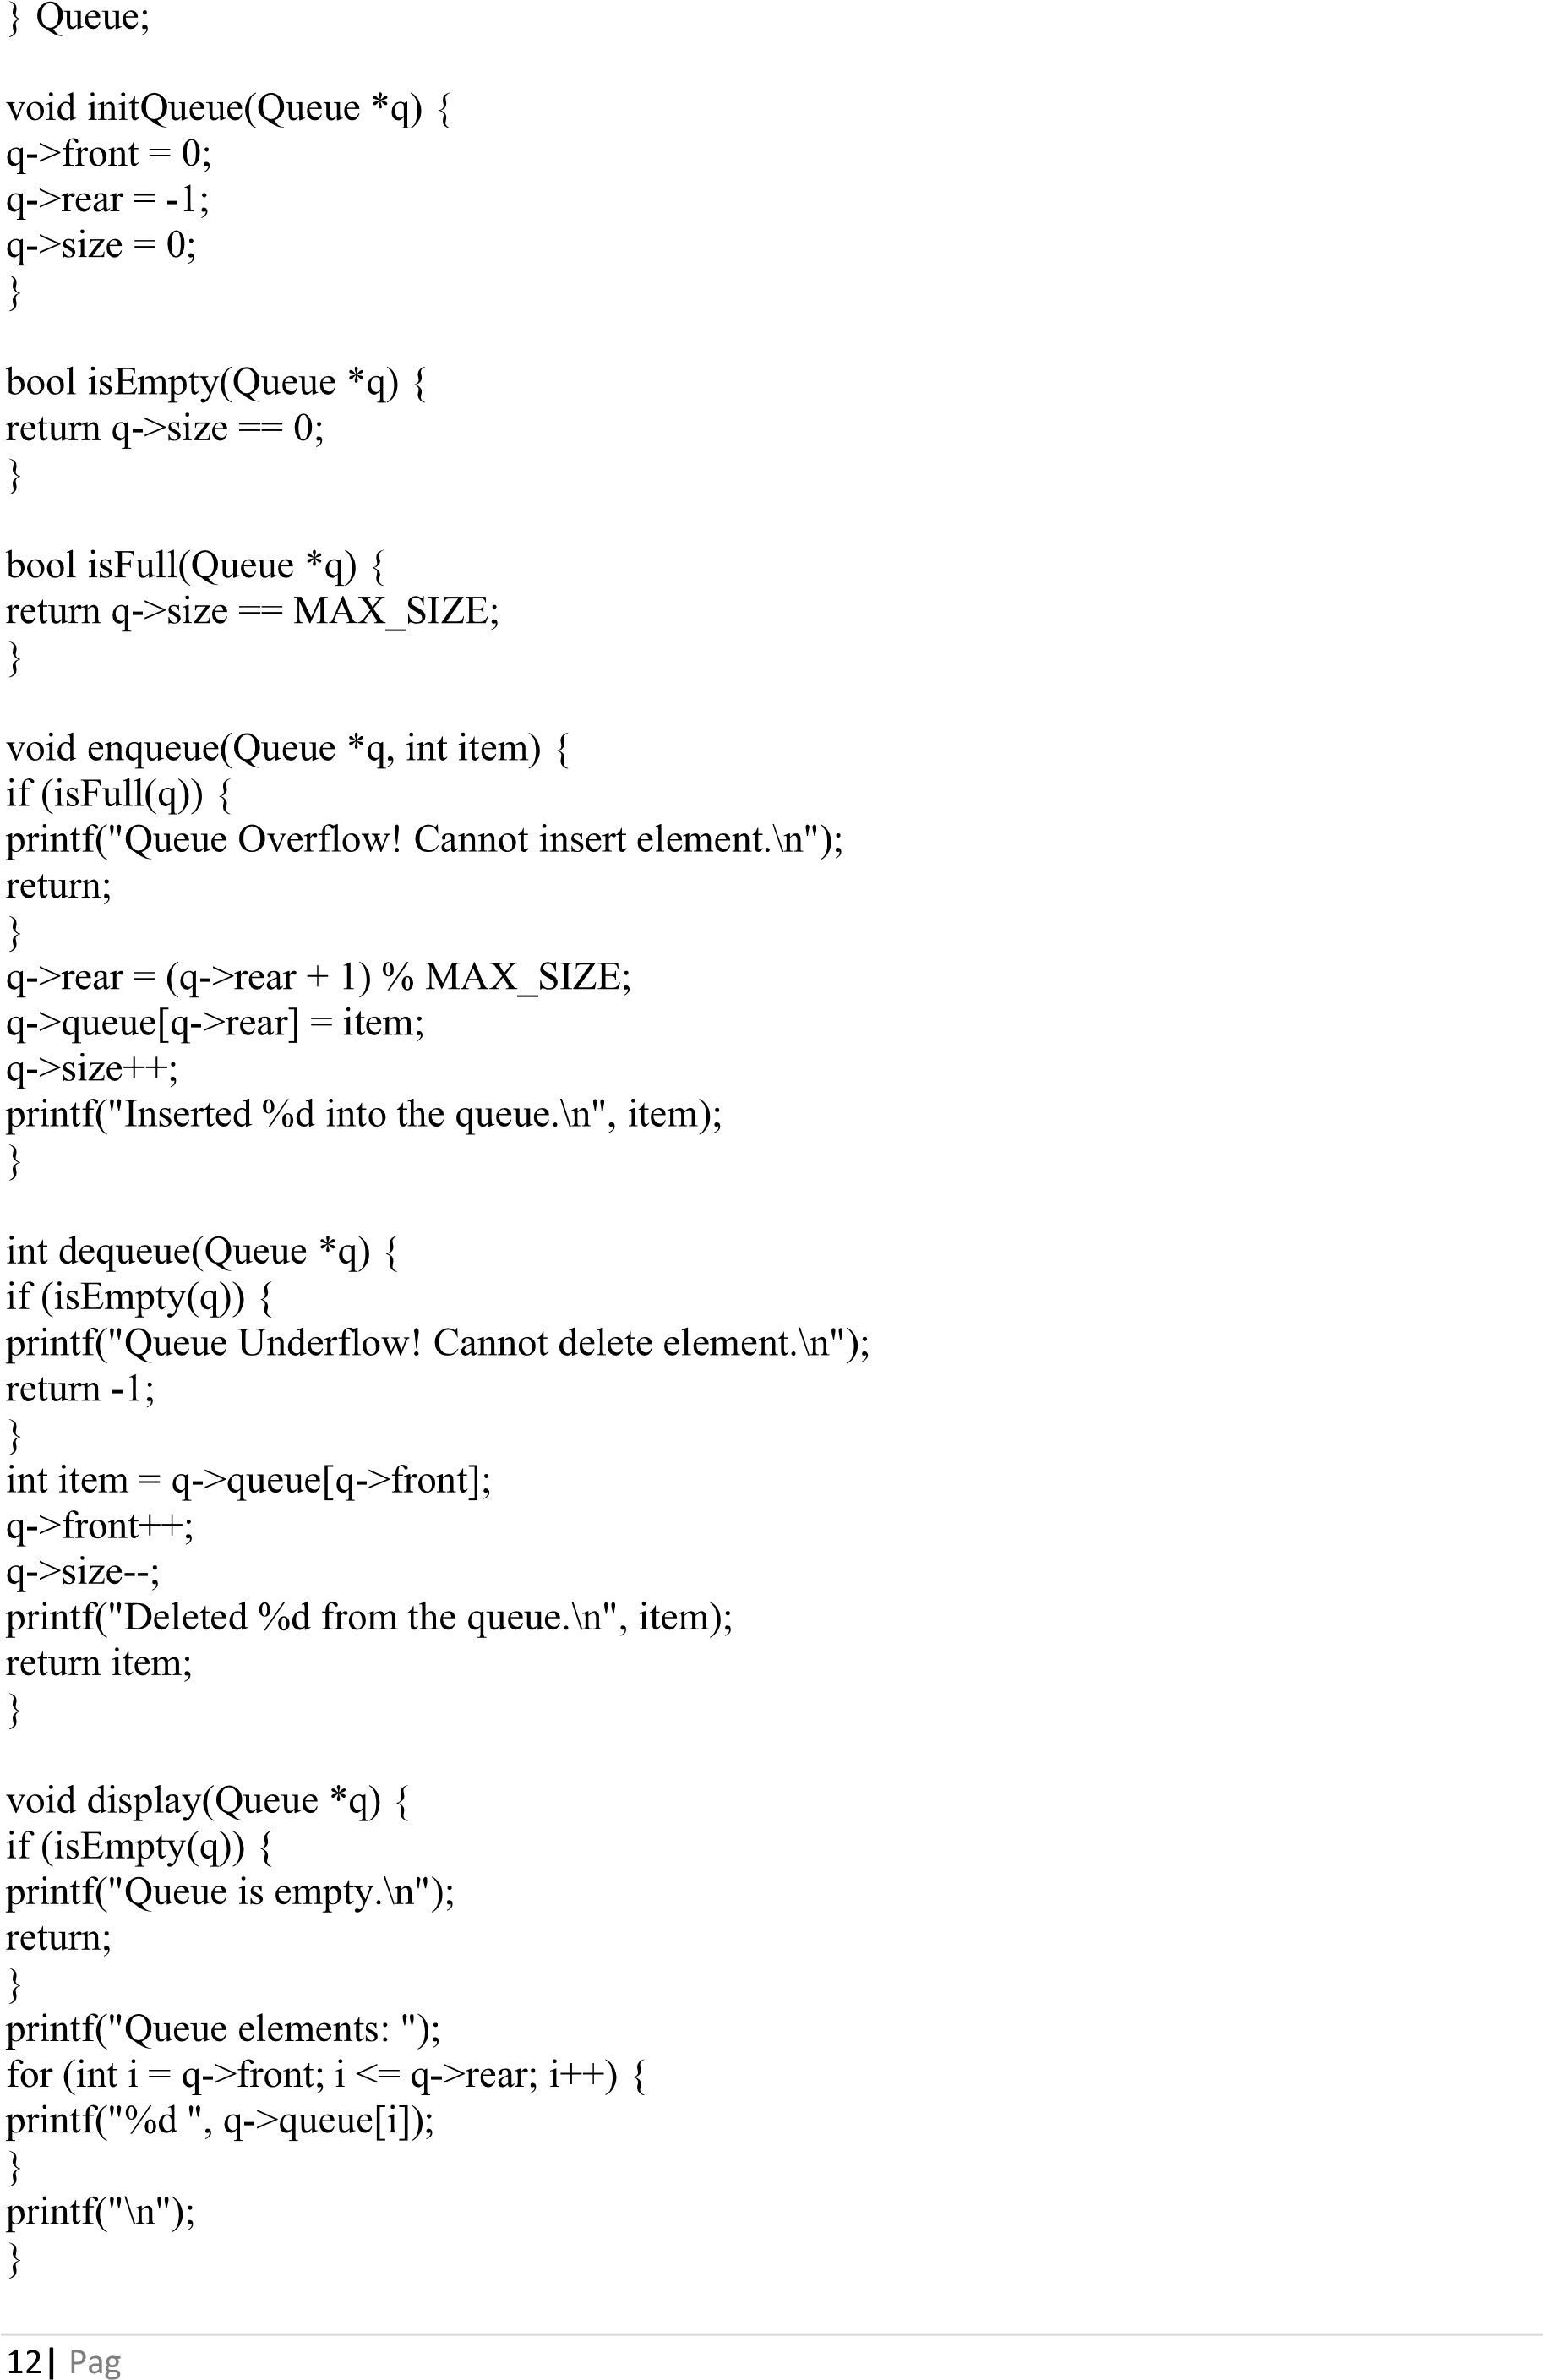 } Queue;
void initQueue(Queue *q) {
q->front = 0;
q->rear = -1;
q->size = 0;
}
bool isEmpty(Queue *q) {
return q->size == 0;
}
bool isFull(Queue *q) {
return q->size == MAX_SIZE;
}
void enqueue(Queue *q, int item) {
if (isFull(q)) {
printf("Queue Overflow! Cannot insert element.\n");
return;
}
q->rear = (q->rear + 1) % MAX_SIZE;
q->queue[q->rear] = item;
q->size++;
printf("Inserted %d into the queue.\n", item);
}
int dequeue(Queue *q) {
if (isEmpty(q)) {
printf("Queue Underflow! Cannot delete element.\n");
return -1;
}
int item = q->queue[q->front];
q->front++;
q->size--;
printf("Deleted %d from the queue.\n", item);
return item;
}
void display(Queue *q) {
if (isEmpty(q)) {
printf("Queue is empty.\n");
return;
}
printf("Queue elements: ");
for (int i = q->front; i <= q->rear; i++) {
printf("%d ", q->queue[i]);
}
printf("\n");
}
12| Pag